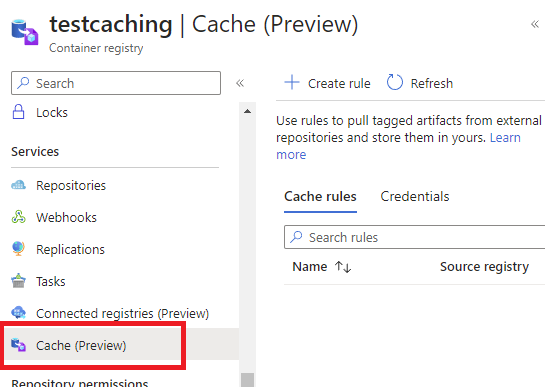 testcaching | Cache (Preview)
Container registry
Search
Locks
Services
Repositories
Webhooks
Replications
Tasks
Connected registries (Preview)
Cache (Preview)
Repository permissions
Create rule Refresh
Use rules to pull tagged artifacts from external
repositories and store them in yours. Learn
more
Cache rules Credentials
Search rules
Name Source registry